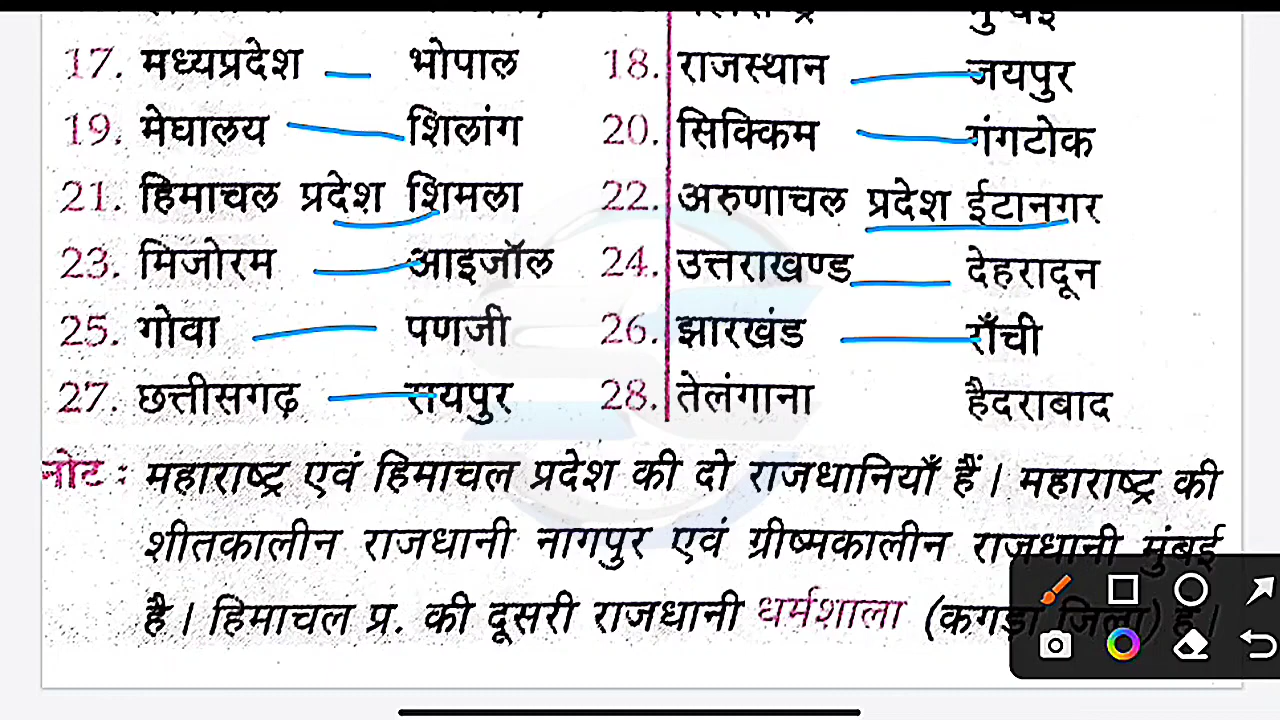 मुंबई
17. मध्यप्रदेश भोपाल 18. राजस्थान जयपुर
19. मेघालय शिलांग 20. सिक्किम गंगटोक
21. हिमाचल प्रदेश शिमला 22. अरुणाचल प्रदेश ईटानगर
23. मिजोरम आइजॉल 24. उत्तराखण्ड देहरादून
25. गोवा पणजी 26. झारखंड राँची
27. छत्तीसगढ़ रायपुर 28. तेलंगाना हैदराबाद
नोट : महाराष्ट्र एवं हिमाचल प्रदेश की दो राजधानियाँ हैं। महाराष्ट्र की
शीतकालीन राजधानी नागपुर एवं ग्रीष्मकालीन राजधानी मुंबई
है। हिमाचल प्र. की दूसरी राजधानी धर्मशाला (कगड़ा जिला) है।